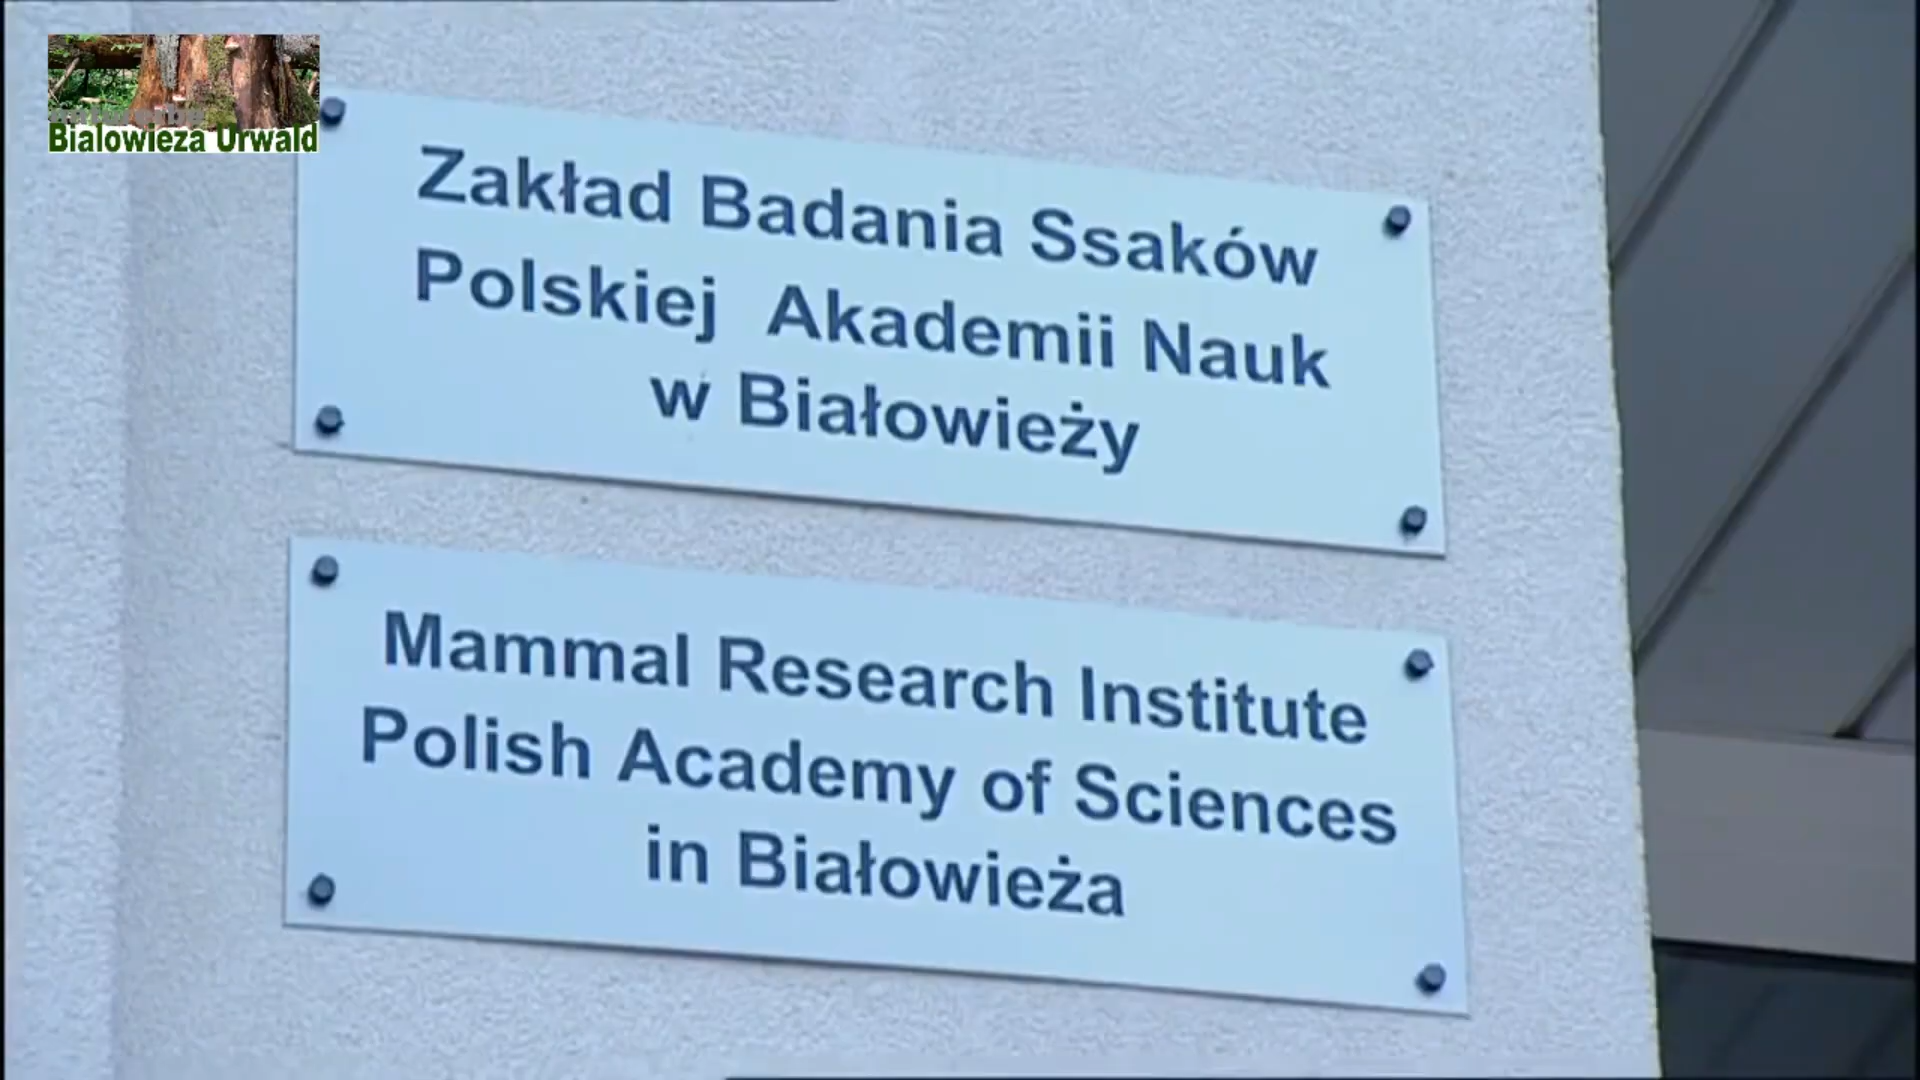 Bialowieza Urwald
Zakład Badania Ssaków
Polskiej Akademii Nauk
w Białowieży
Mammal Research Institute
Polish Academy of Sciences
in Białowieża